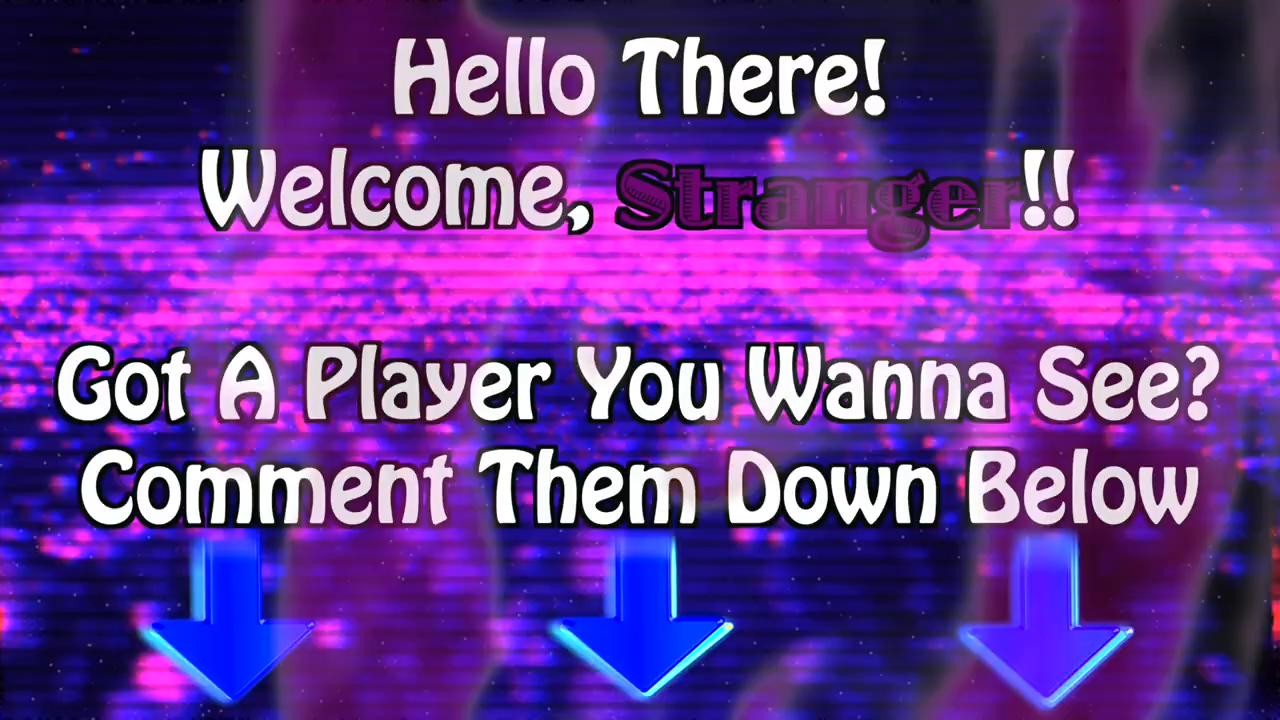 Hello There!
Welcome, Stranger!!
Got A Player You Wanna See?
Comment Them Down Below